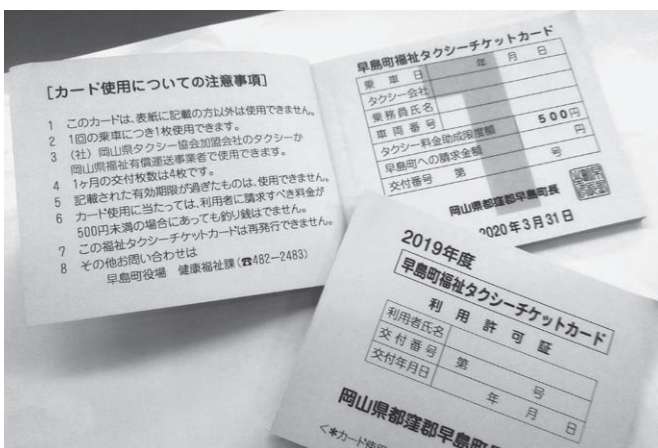 [カード使用についての注意事項]
1 このカードは、表紙に記載の方以外は使用できません。
2 1回の乗車につき1枚使用できます。
3 (社)岡山県タクシー協会加盟会社のタクシーか
岡山県福祉有償運送事業者で使用できます。
4 1ヶ月の交付枚数は4枚です。
5 記載された有効期限が過ぎたものは、使用できません。
6 カード使用に当たっては、利用者に請求すべき料金が
500円未満の場合にあっても釣り銭はでません。
7 この福祉タクシーチケットカードは再発行できません。
8 その他お問い合わせは
早島町役場 健康福祉課(☎482-2483)
早島町福祉タクシーチケットカード
1
乗車日 年 月 日
タクシー会社
乗務員氏名
車両番号
タクシー料金助成限度額 500円
早島町への請求金額 円
交付番号 第 号
岡山県都窪郡早島町長
2020年3月31日
2019年度
早島町福祉タクシーチケットカード
利用許可証
利用者氏名
交付番号 第 号
交付年月日 年 月 日
岡山県都窪郡早島町